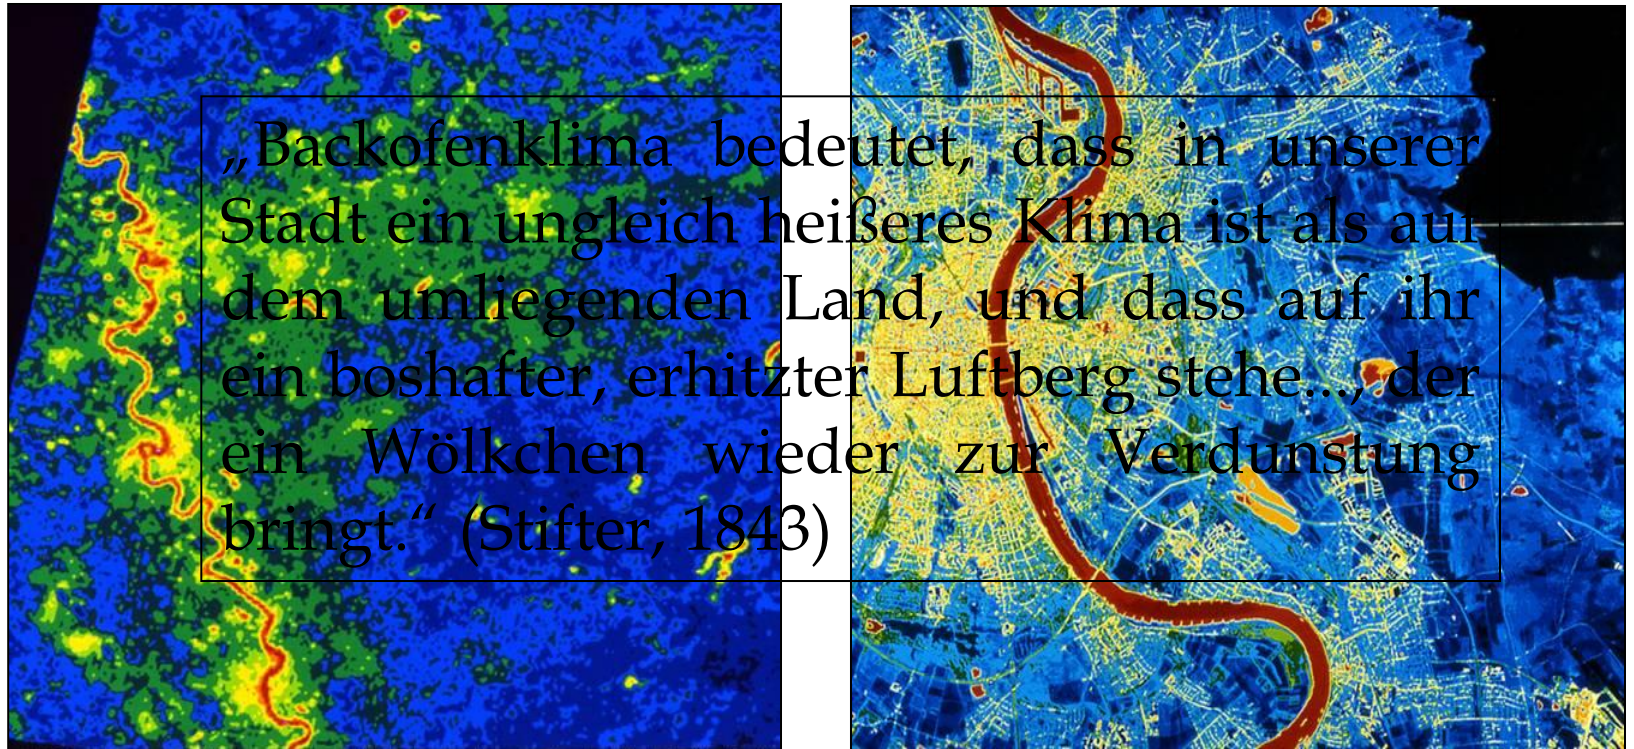 „Backofenklima bedeutet, dass in unserer
Stadt ein ungleich heißeres Klima ist als auf
dem umliegenden Land, und dass auf ihr
ein boshafter, erhitzter Luftberg stehe..., der
ein Wölkchen wieder zur Verdunstung
bringt.“ (Stifter, 1843)